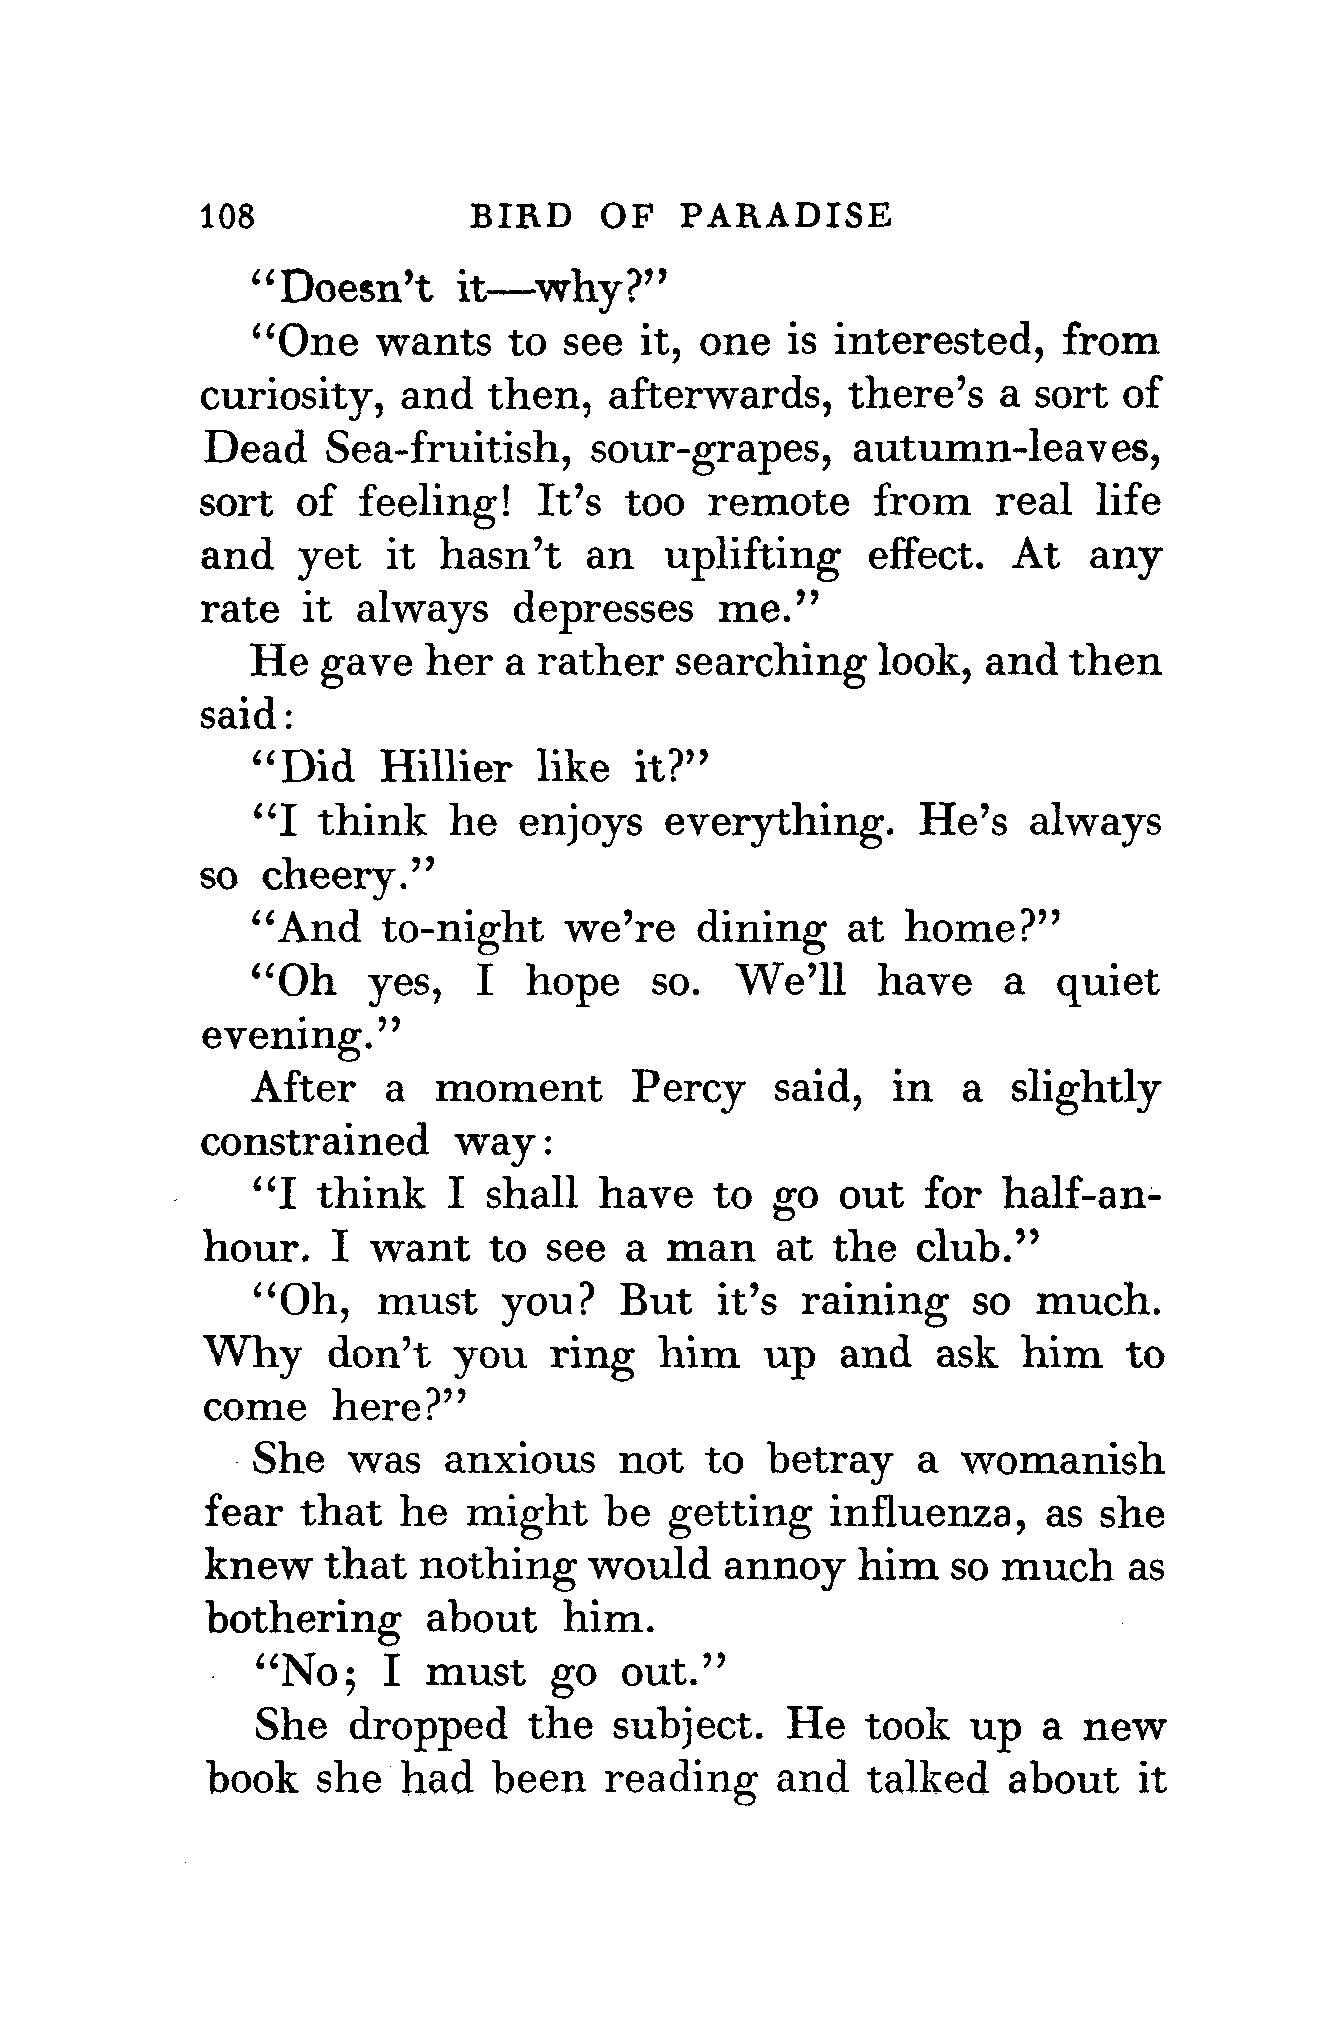 108 BIRD OF PARADISE
“Doesn’t it—why?”
“One wants to see it, one is interested, from
curiosity, and then, afterwards, there’s a sort of
Dead Sea-fruitish, sour-grapes, autumn-leaves,
sort of feeling! It’s too remote from real life
and yet it hasn’t an uplifting effect. At any
rate it always depresses me.”
He gave her a rather searching look, and then
said:
“Did Hillier like it?”
“I think he enjoys everything. He’s always
so cheery.”
“And to-night we’re dining at home?”
“Oh yes, I hope so. We’ll have a quiet
evening.”
After a moment Percy said, in a slightly
constrained way:
“I think I shall have to go out for half-an-
hour. I want to see a man at the club.”
“Oh, must you? But it’s raining so much.
Why don’t you ring him up and ask him to
come here?”
She was anxious not to betray a womanish
fear that he might be getting influenza, as she
knew that nothing would annoy him so much as
bothering about him.
“No; I must go out.”
She dropped the subject. He took up a new
book she had been reading and talked about it